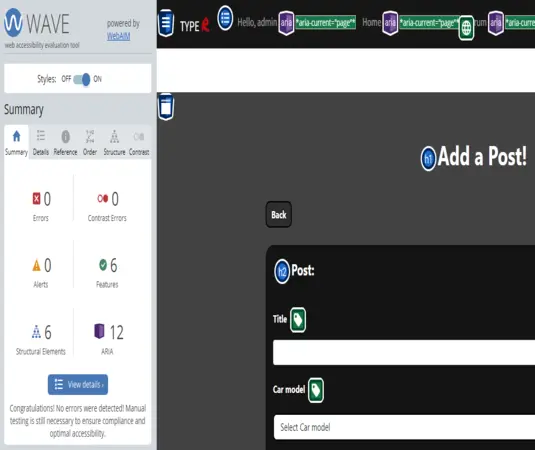 WAVE
web accessibility evaluation tool
powered by
WebAIM
Styles: OFF ON
Summary
Summary Details Reference Order Structure Contrast
0
Errors
0
Contrast Errors
0
Alerts
6
Features
6
Structural Elements
12
ARIA
View details ›
Congratulations! No errors were detected! Manual
testing is still necessary to ensure compliance and
optimal accessibility.
TYPE R
Hello, admin aria *aria-current="page"* Home aria *aria-current="page"* rum aria *aria-curre
h1 Add a Post!
Back
h2 Post:
Title
Car model
Select Car model